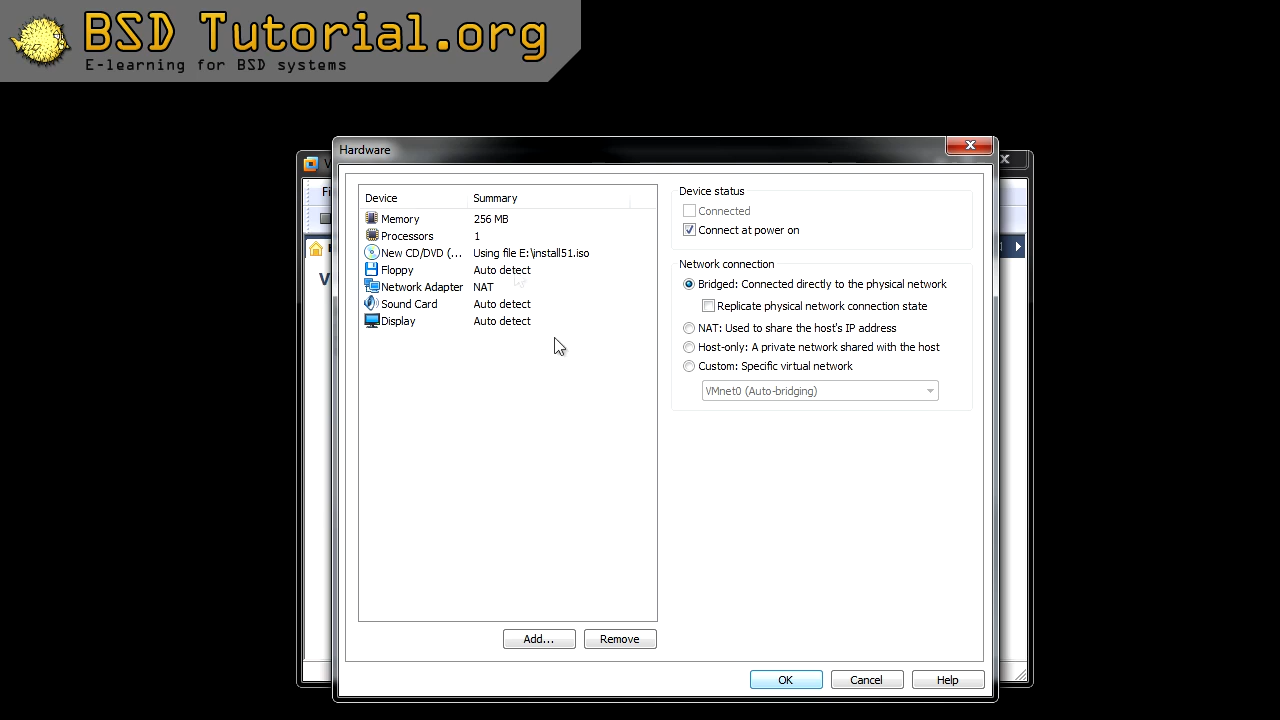 BSD Tutorial.org
E-learning for BSD systems
Hardware
V
Fi
V
Device Summary
Memory 256 MB
Processors 1
New CD/DVD (... Using file E:\install51.iso
Floppy Auto detect
Network Adapter NAT
Sound Card Auto detect
Display Auto detect
Add... Remove
Device status
Connected
Connect at power on
Network connection
Bridged: Connected directly to the physical network
Replicate physical network connection state
NAT: Used to share the host's IP address
Host-only: A private network shared with the host
Custom: Specific virtual network
VMnet0 (Auto-bridging)
OK Cancel Help